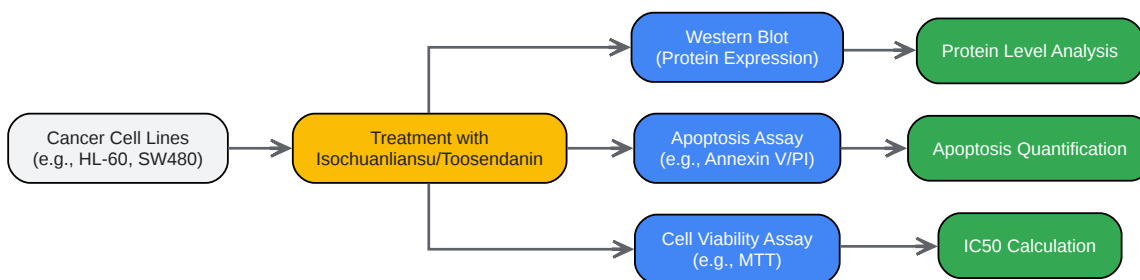 Cancer Cell Lines
(e.g., HL-60, SW480)
Treatment with
Isochuanliansu/Toosendanin
Western Blot
(Protein Expression)
Protein Level Analysis
Apoptosis Assay
(e.g., Annexin V/PI)
Apoptosis Quantification
Cell Viability Assay
(e.g., MTT)
IC50 Calculation